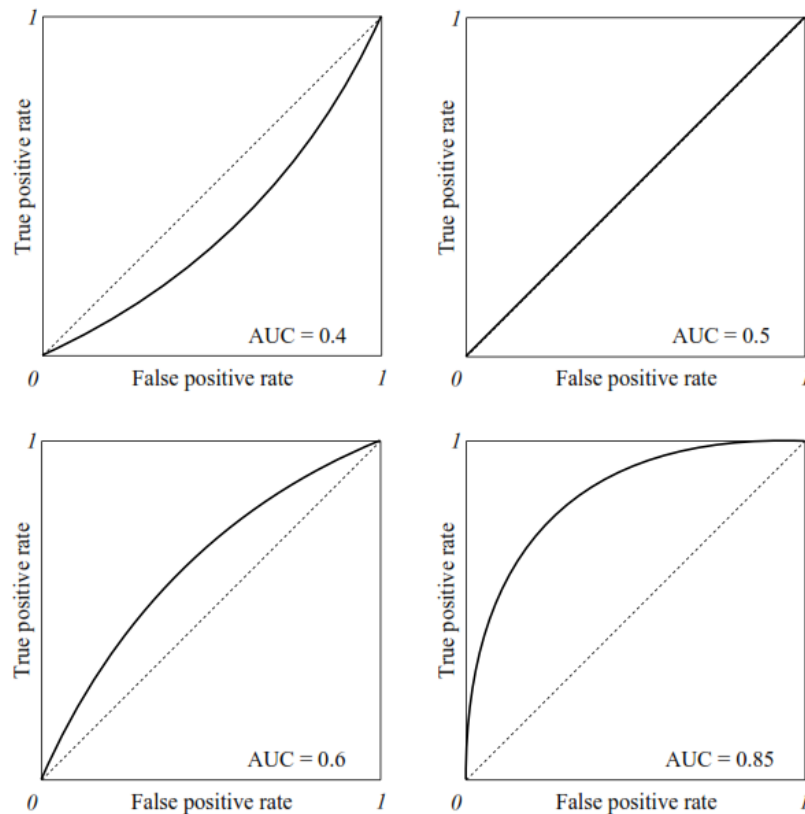 1
True positive rate
AUC = 0.4
0 False positive rate 1
1
True positive rate
AUC = 0.5
0 False positive rate 1
1
True positive rate
AUC = 0.6
0 False positive rate 1
1
True positive rate
AUC = 0.85
0 False positive rate 1